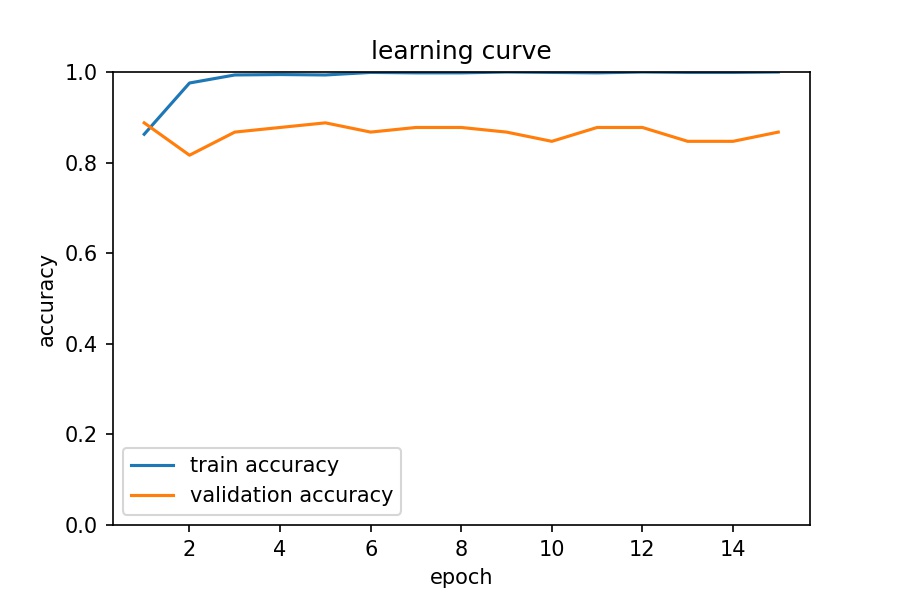 learning curve
1.0
0.8
0.6
0.4
0.2
0.0
accuracy
train accuracy
validation accuracy
2 4 6 8 10 12 14
epoch